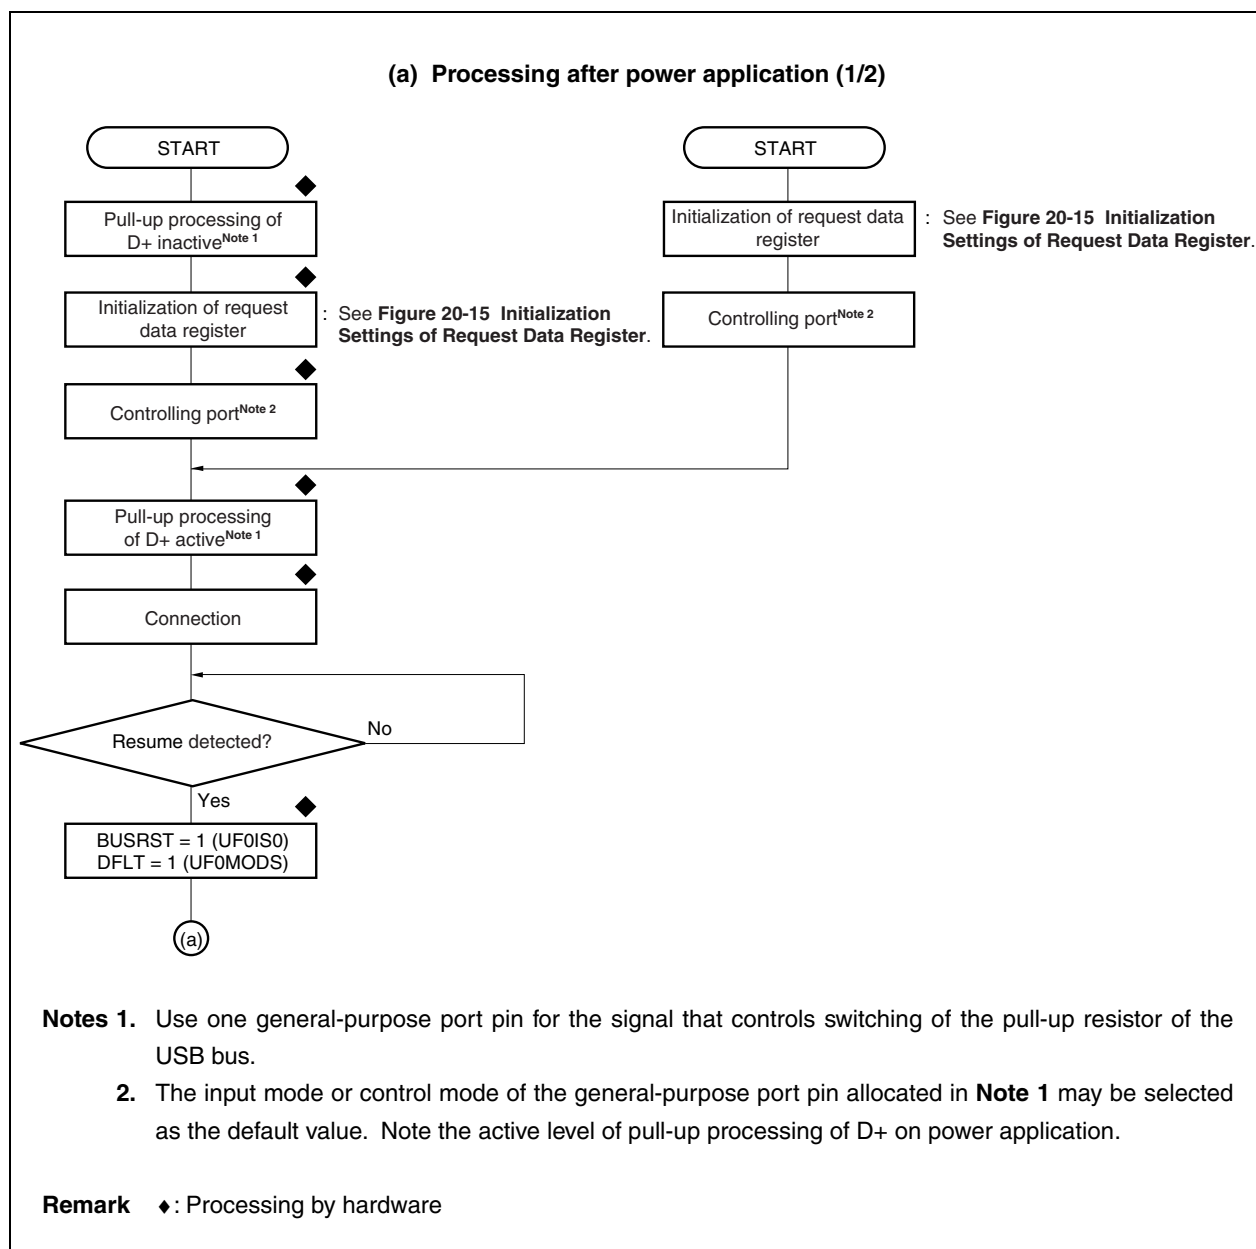 (a) Processing after power application (1/2)
START
Pull-up processing of
D+ inactiveNote 1
Initialization of request
data register
: See Figure 20-15 Initialization
Settings of Request Data Register.
Controlling portNote 2
START
Initialization of request data
register
: See Figure 20-15 Initialization
Settings of Request Data Register.
Controlling portNote 2
Pull-up processing
of D+ activeNote 1
Connection
Resume detected?
No
Yes
BUSRST = 1 (UF0IS0)
DFLT = 1 (UF0MODS)
(a)
Notes 1. Use one general-purpose port pin for the signal that controls switching of the pull-up resistor of the
USB bus.
2. The input mode or control mode of the general-purpose port pin allocated in Note 1 may be selected
as the default value. Note the active level of pull-up processing of D+ on power application.
Remark ♦: Processing by hardware